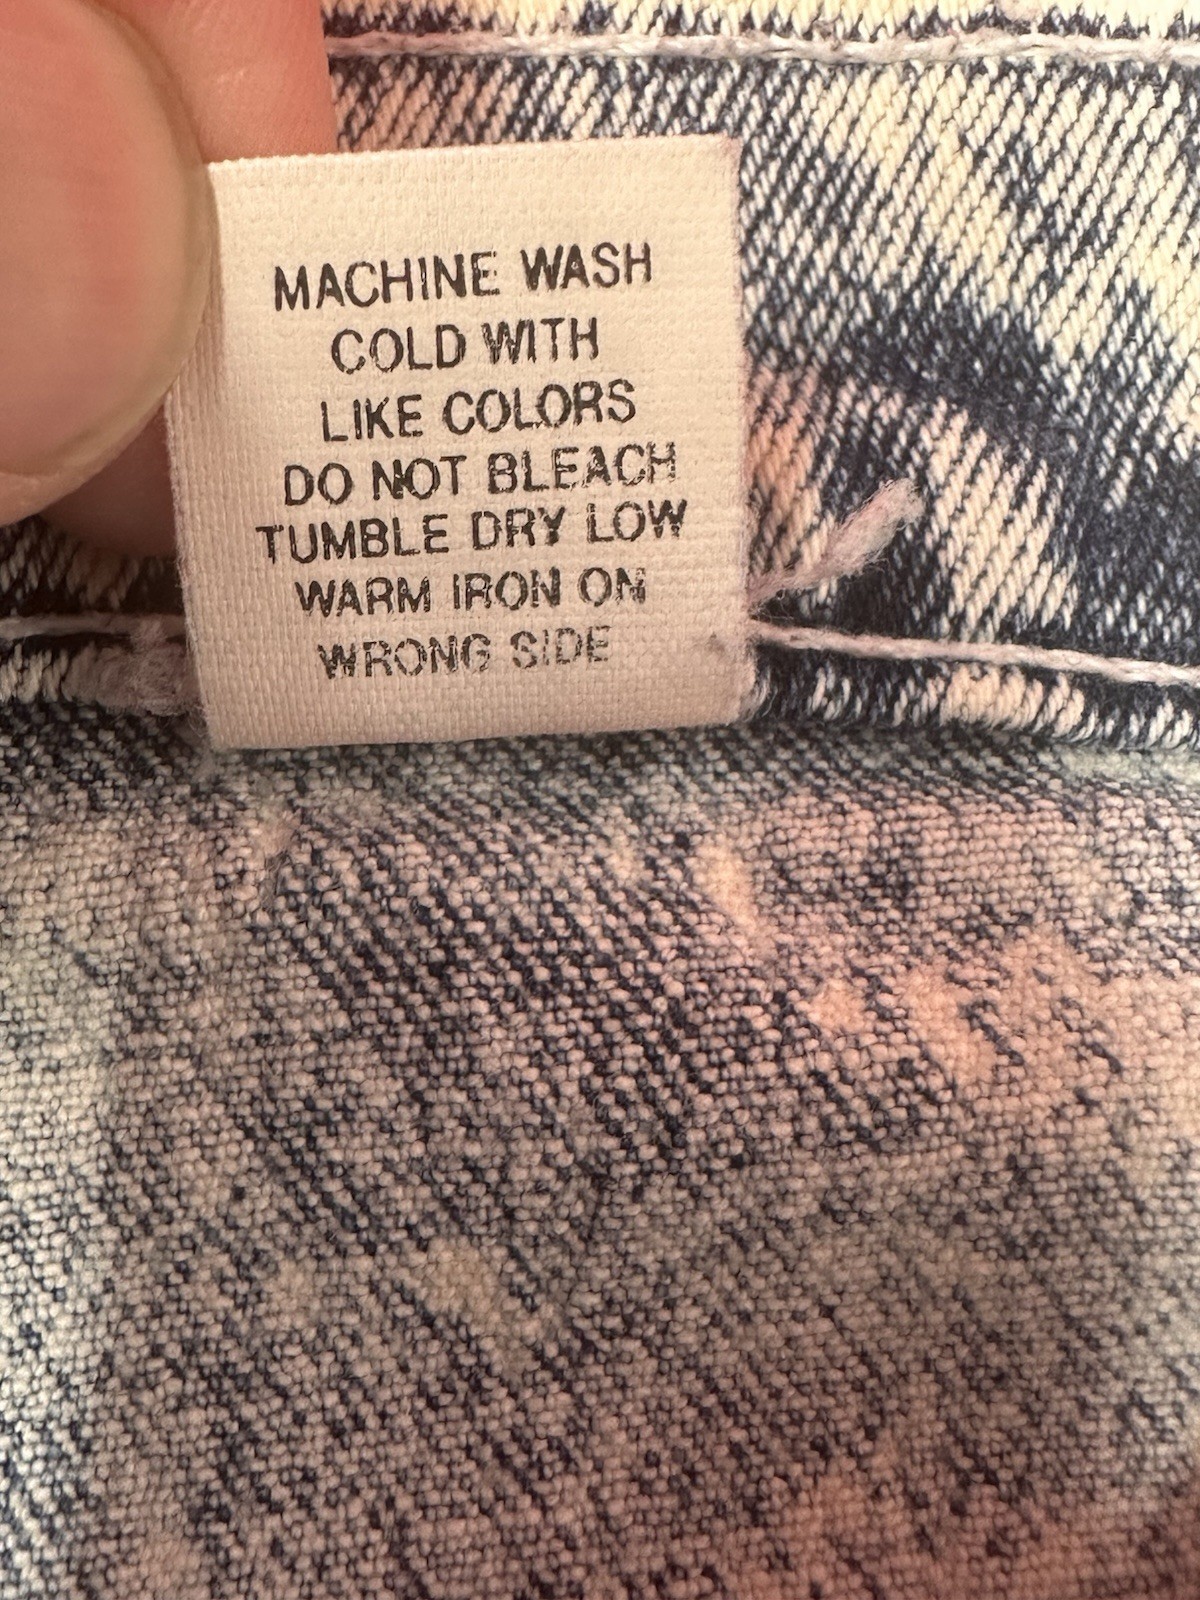 MACHINE WASH
COLD WITH
LIKE COLORS
DO NOT BLEACH
TUMBLE DRY LOW
WARM IRON ON
WRONG SIDE